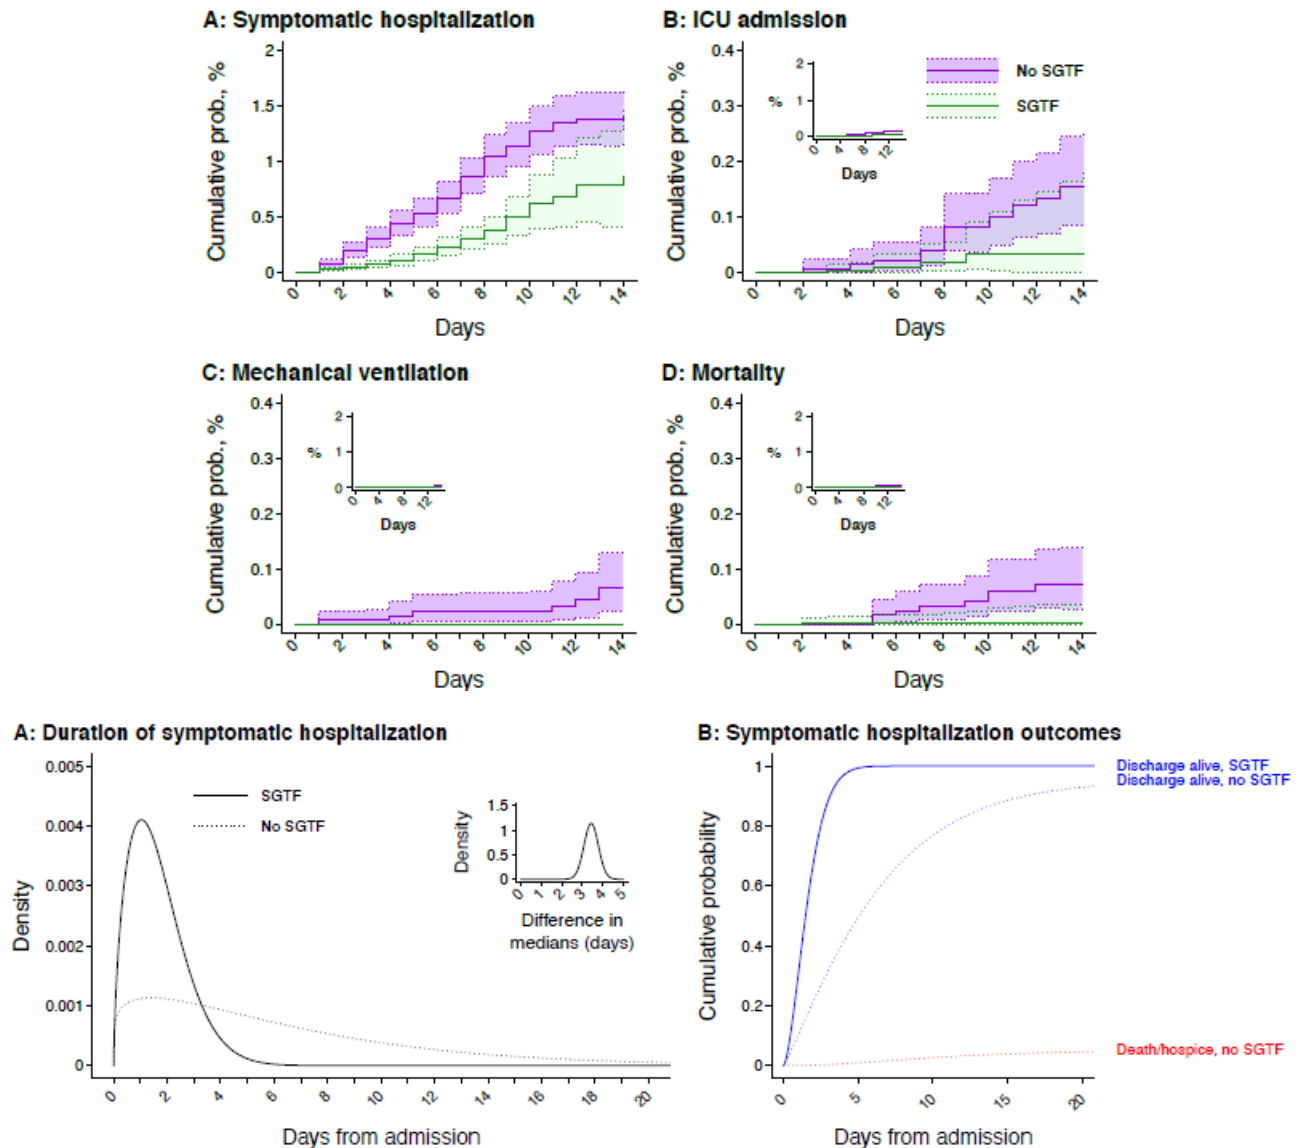 A: Symptomatic hospitalization
Cumulative prob., %
2
1.5
1
0.5
0
0 2 4 6 8 10 12 14
Days
B: ICU admission
Cumulative prob., %
0.4
0.3
0.2
0.1
0
0 2 4 6 8 10 12 14
Days
%
2
1
0
0 4 8 12
Days
No SGTF
SGTF
C: Mechanical ventilation
Cumulative prob., %
0.4
0.3
0.2
0.1
0
0 2 4 6 8 10 12 14
Days
%
2
1
0
0 4 8 12
Days
D: Mortality
Cumulative prob., %
0.4
0.3
0.2
0.1
0
0 2 4 6 8 10 12 14
Days
%
2
1
0
0 4 8 12
Days
A: Duration of symptomatic hospitalization
Density
0.005
0.004
0.003
0.002
0.001
0
0 2 4 6 8 10 12 14 16 18 20
Days from admission
SGTF
No SGTF
Density
1.5
1
0.5
0
0 1 2 3 4 5
Difference in
medians (days)
B: Symptomatic hospitalization outcomes
Cumulative probability
1
0.8
0.6
0.4
0.2
0
0 5 10 15 20
Days from admission
Discharge alive, SGTF
Discharge alive, no SGTF
Death/hospice, no SGTF